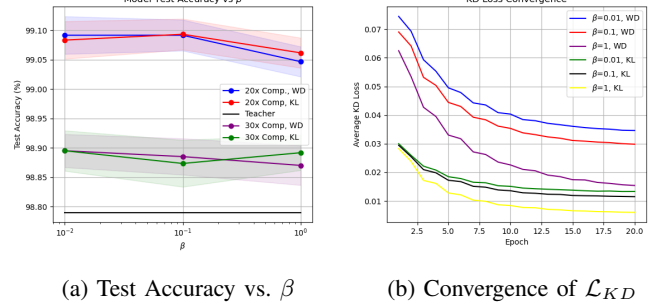 Model Test Accuracy vs β
99.10
99.05
99.00
98.95
98.90
98.85
98.80
Test Accuracy (%)
20x Comp., WD
20x Comp, KL
Teacher
30x Comp, WD
30x Comp, KL
10⁻²
10⁻¹
10⁰
β
(a) Test Accuracy vs. β
KD Loss Convergence
0.07
0.06
0.05
0.04
0.03
0.02
0.01
Average KD Loss
β=0.01, WD
β=0.1, WD
β=1, WD
β=0.01, KL
β=0.1, KL
β=1, KL
0.0 2.5 5.0 7.5 10.0 12.5 15.0 17.5 20.0
Epoch
(b) Convergence of ℒ_KD